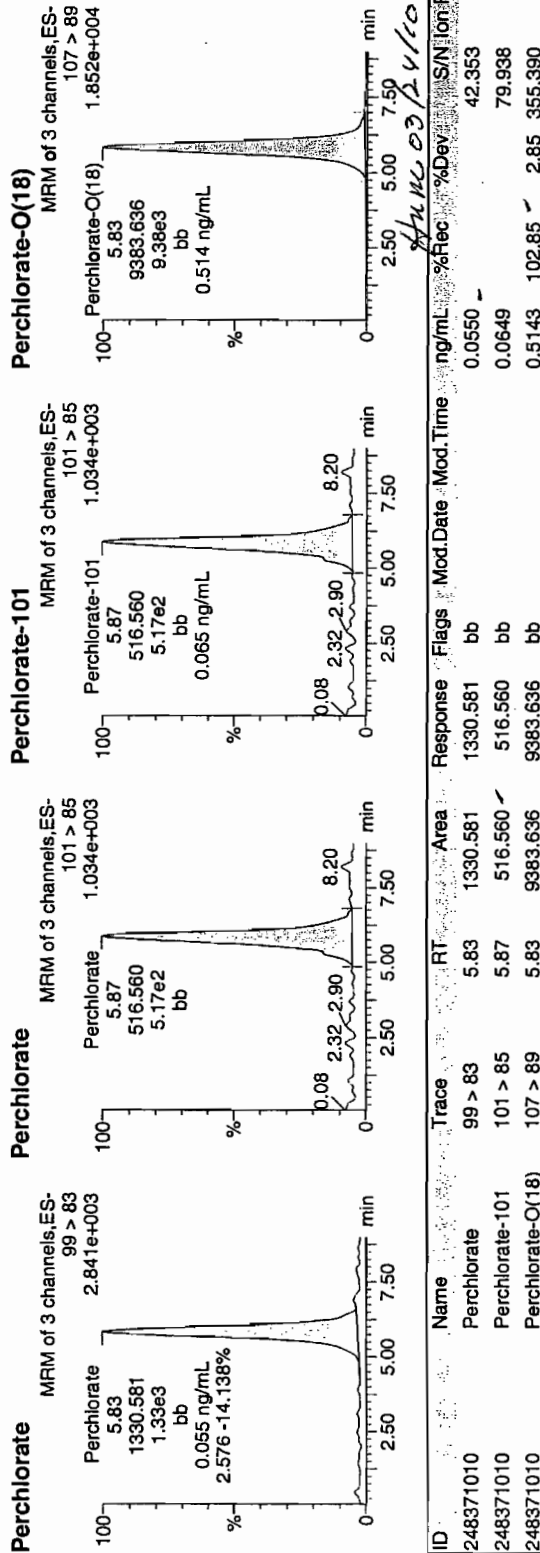 Perchlorate
MRM of 3 channels,ES-
99 > 83
2.841e+003
100
Perchlorate
5.83
1330.581
1.33e3
bb
0.055 ng/mL
2.576 -14.138%
%
0
2.50
5.00
7.50
min
Perchlorate
MRM of 3 channels,ES-
101 > 85
1.034e+003
100
Perchlorate
5.87
516.560
5.17e2
bb
%
0.08
2.32
2.90
8.20
0
2.50
5.00
7.50
min
Perchlorate-101
MRM of 3 channels,ES-
101 > 85
1.034e+003
100
Perchlorate-101
5.87
516.560
5.17e2
bb
0.065 ng/mL
%
0.08
2.32
2.90
8.20
0
2.50
5.00
7.50
min
Perchlorate-O(18)
MRM of 3 channels,ES-
107 > 89
1.852e+004
100
Perchlorate-O(18)
5.83
9383.636
9.38e3
bb
0.514 ng/mL
%
0
2.50
5.00
7.50
min
03/24/10
ID Name Trace RT Area Response Flags Mod.Date Mod.Time ng/mL %Rec %Dev S/N Ion
248371010 Perchlorate 99 > 83 5.83 1330.581 1330.581 bb 0.0550 42.353
248371010 Perchlorate-101 101 > 85 5.87 516.560 516.560 bb 0.0649 79.938
248371010 Perchlorate-O(18) 107 > 89 5.83 9383.636 9383.636 bb 0.5143 102.85 2.85 355.390